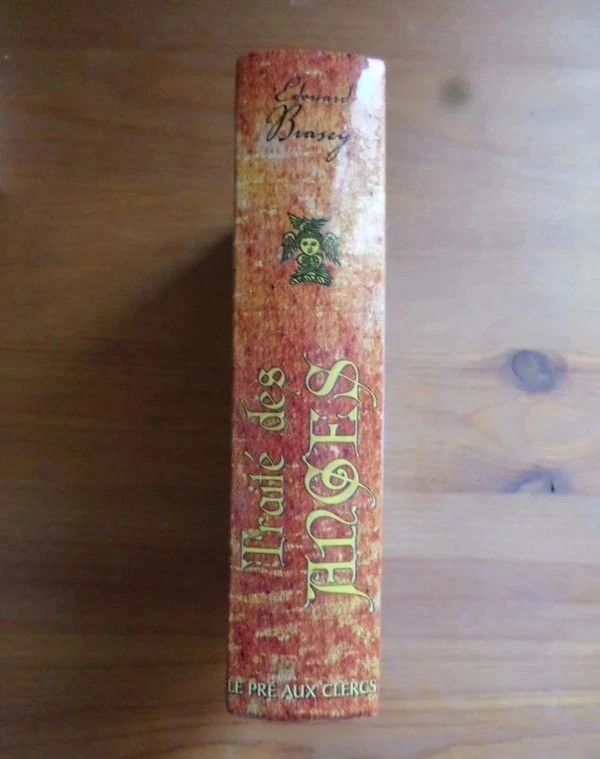 Edouard
Brasey
Traité des
ANGES
LE PRÉ AUX CLERCS